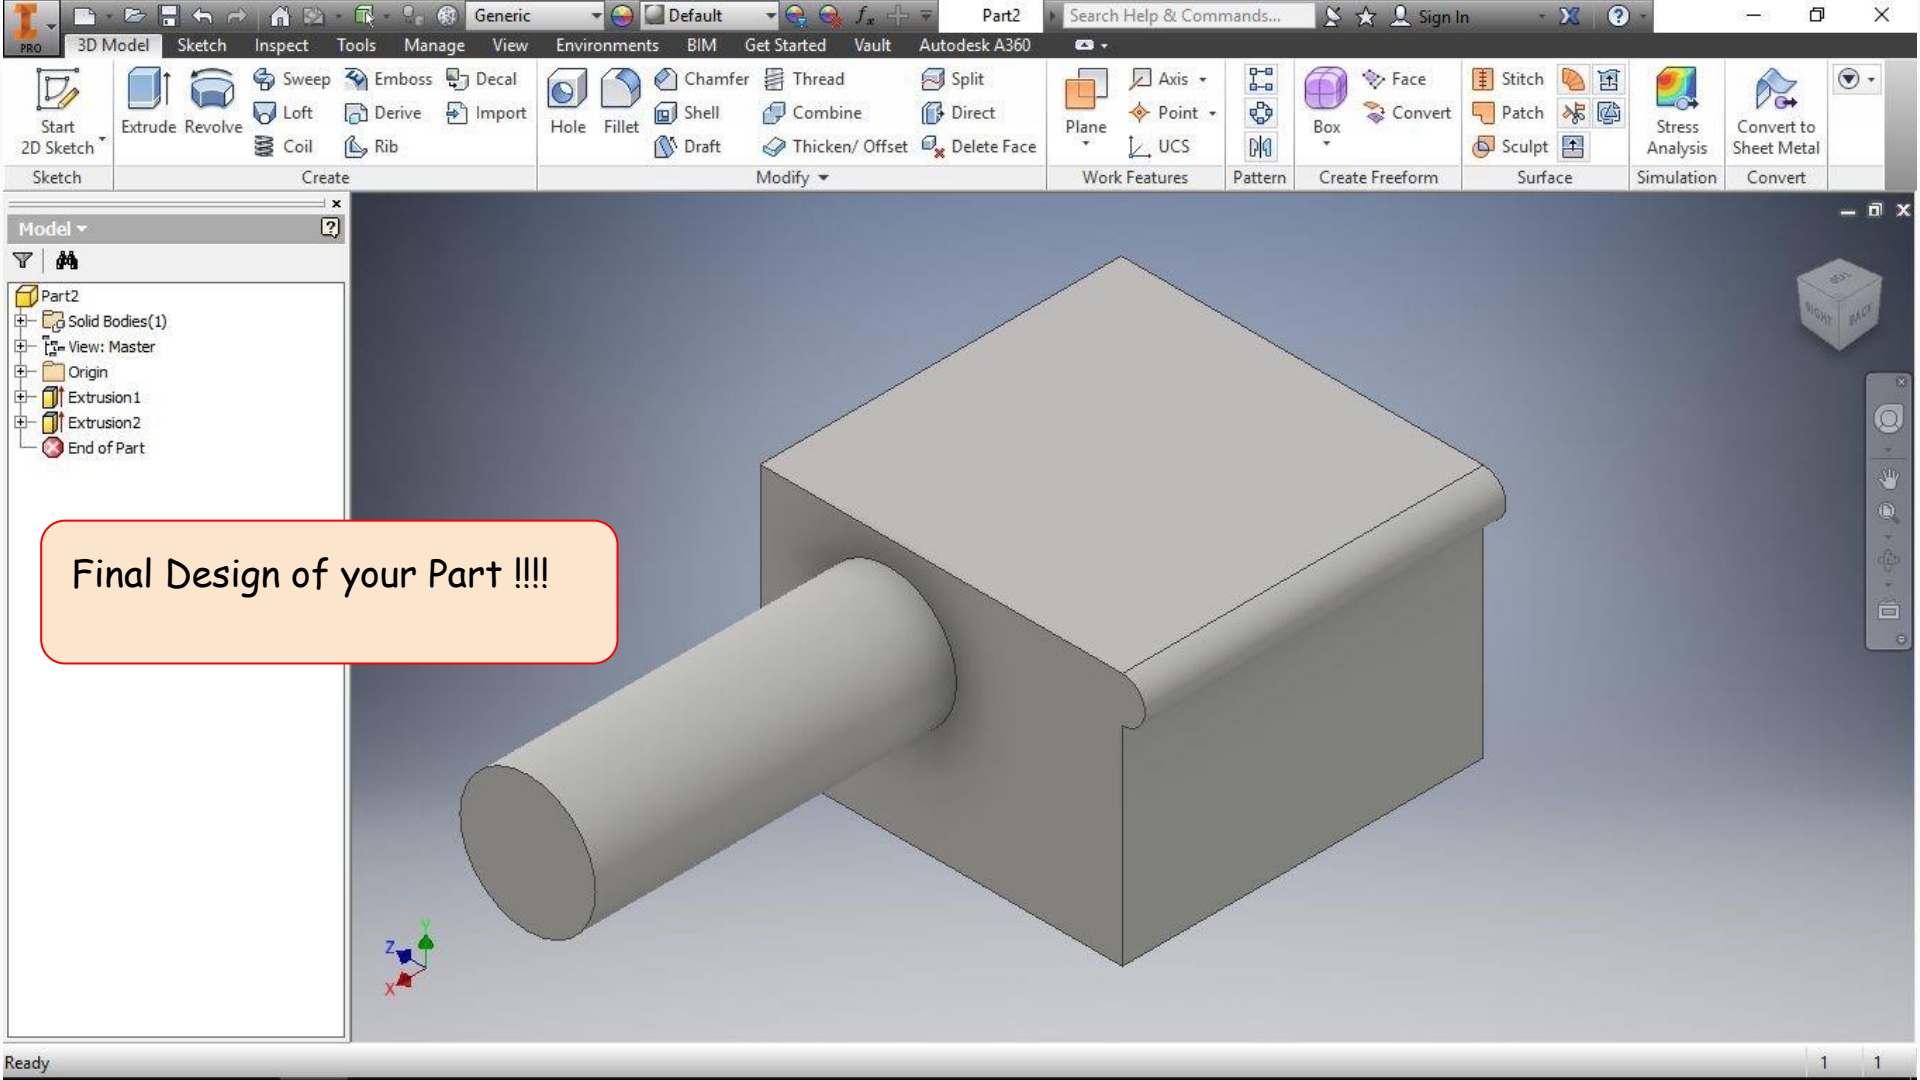 PRO
Generic Default Part2 Search Help & Commands... Sign In
3D Model Sketch Inspect Tools Manage View Environments BIM Get Started Vault Autodesk A360
Start 2D Sketch
Extrude Revolve
Sweep Emboss Decal
Loft Derive Import
Coil Rib
Hole Fillet
Chamfer Thread Split
Shell Combine Direct
Draft Thicken/ Offset Delete Face
Plane
Axis
Point
UCS
Box
Face
Convert
Stitch
Patch
Sculpt
Stress Analysis
Convert to Sheet Metal
Sketch Create Modify Work Features Pattern Create Freeform Surface Simulation Convert
Model
Part2
Solid Bodies(1)
View: Master
Origin
Extrusion1
Extrusion2
End of Part
TOP
RIGHT BACK
Final Design of your Part !!!!
Y
Z
X
Ready 1 1